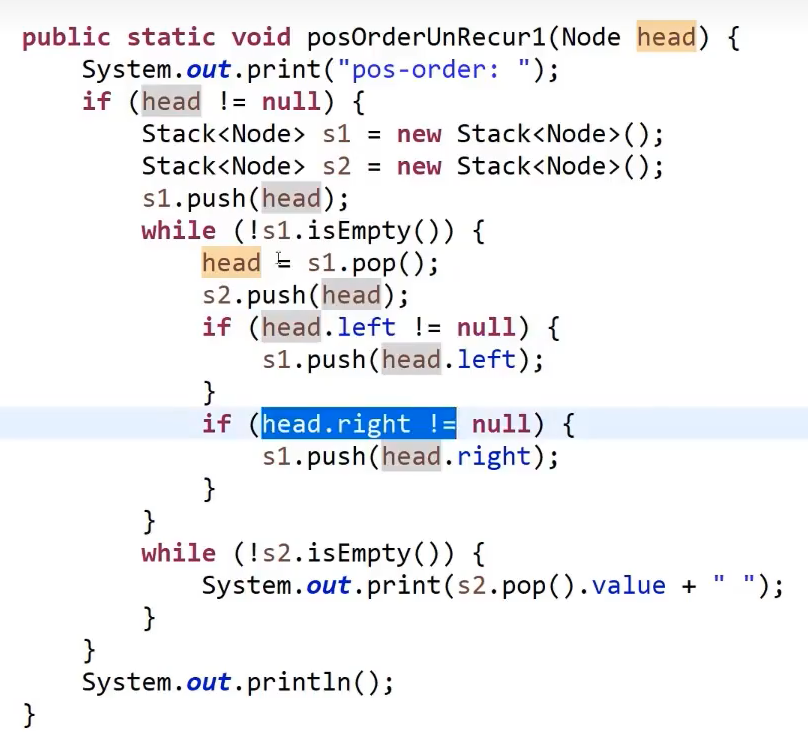 public static void posOrderUnRecur1(Node head) {
    System.out.print("pos-order: ");
    if (head != null) {
        Stack<Node> s1 = new Stack<Node>();
        Stack<Node> s2 = new Stack<Node>();
        s1.push(head);
        while (!s1.isEmpty()) {
            head = s1.pop();
            s2.push(head);
            if (head.left != null) {
                s1.push(head.left);
            }
            if (head.right != null) {
                s1.push(head.right);
            }
        }
        while (!s2.isEmpty()) {
            System.out.print(s2.pop().value + " ");
        }
    }
    System.out.println();
}